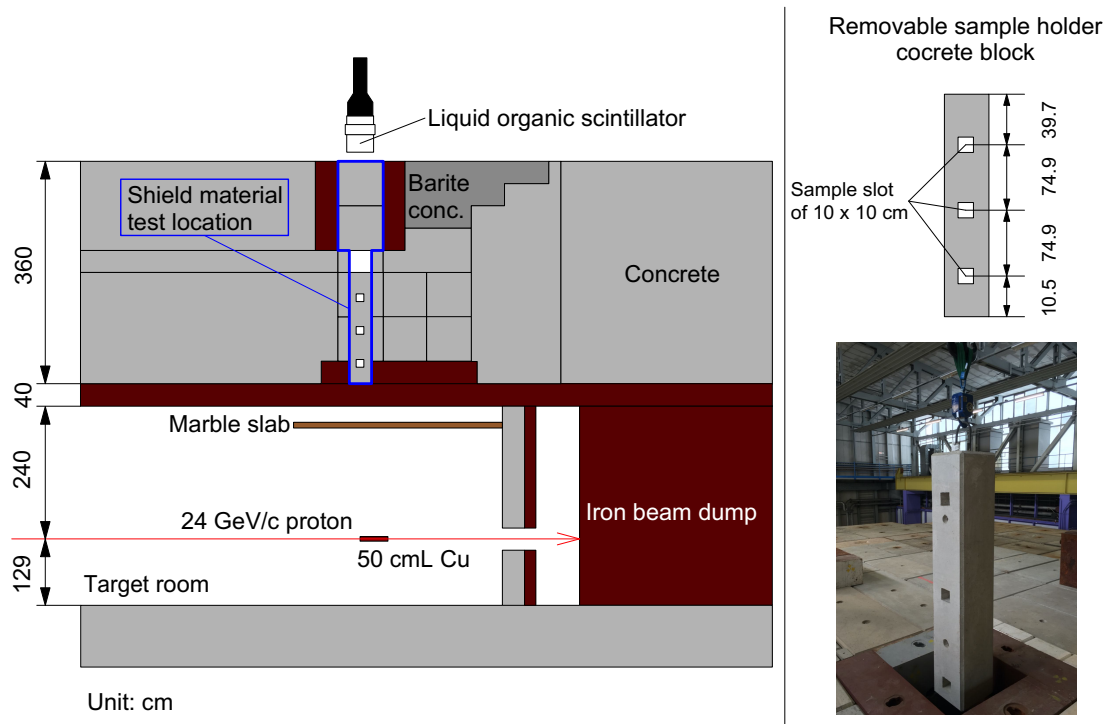 Removable sample holder
cocrete block
Liquid organic scintillator
39.7
Shield material
test location
Barite
conc.
74.9
Sample slot
of 10 x 10 cm
74.9
360
Concrete
10.5
40
Marble slab
240
24 GeV/c proton
Iron beam dump
50 cmL Cu
129
Target room
Unit: cm